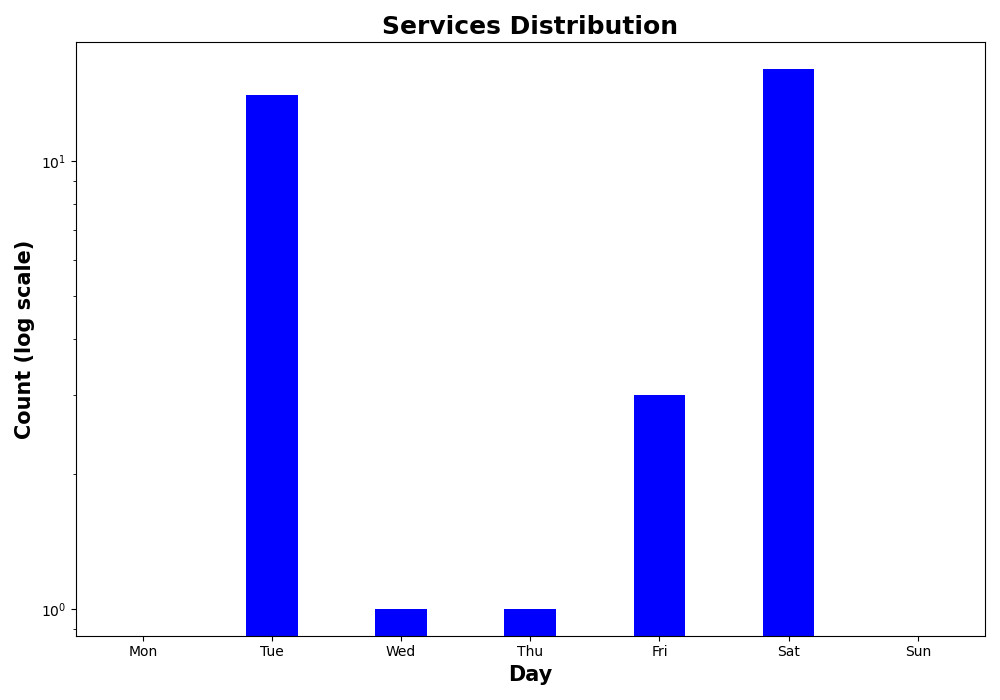 Services Distribution
Count (log scale)
10¹
10⁰
Mon Tue Wed Thu Fri Sat Sun
Day